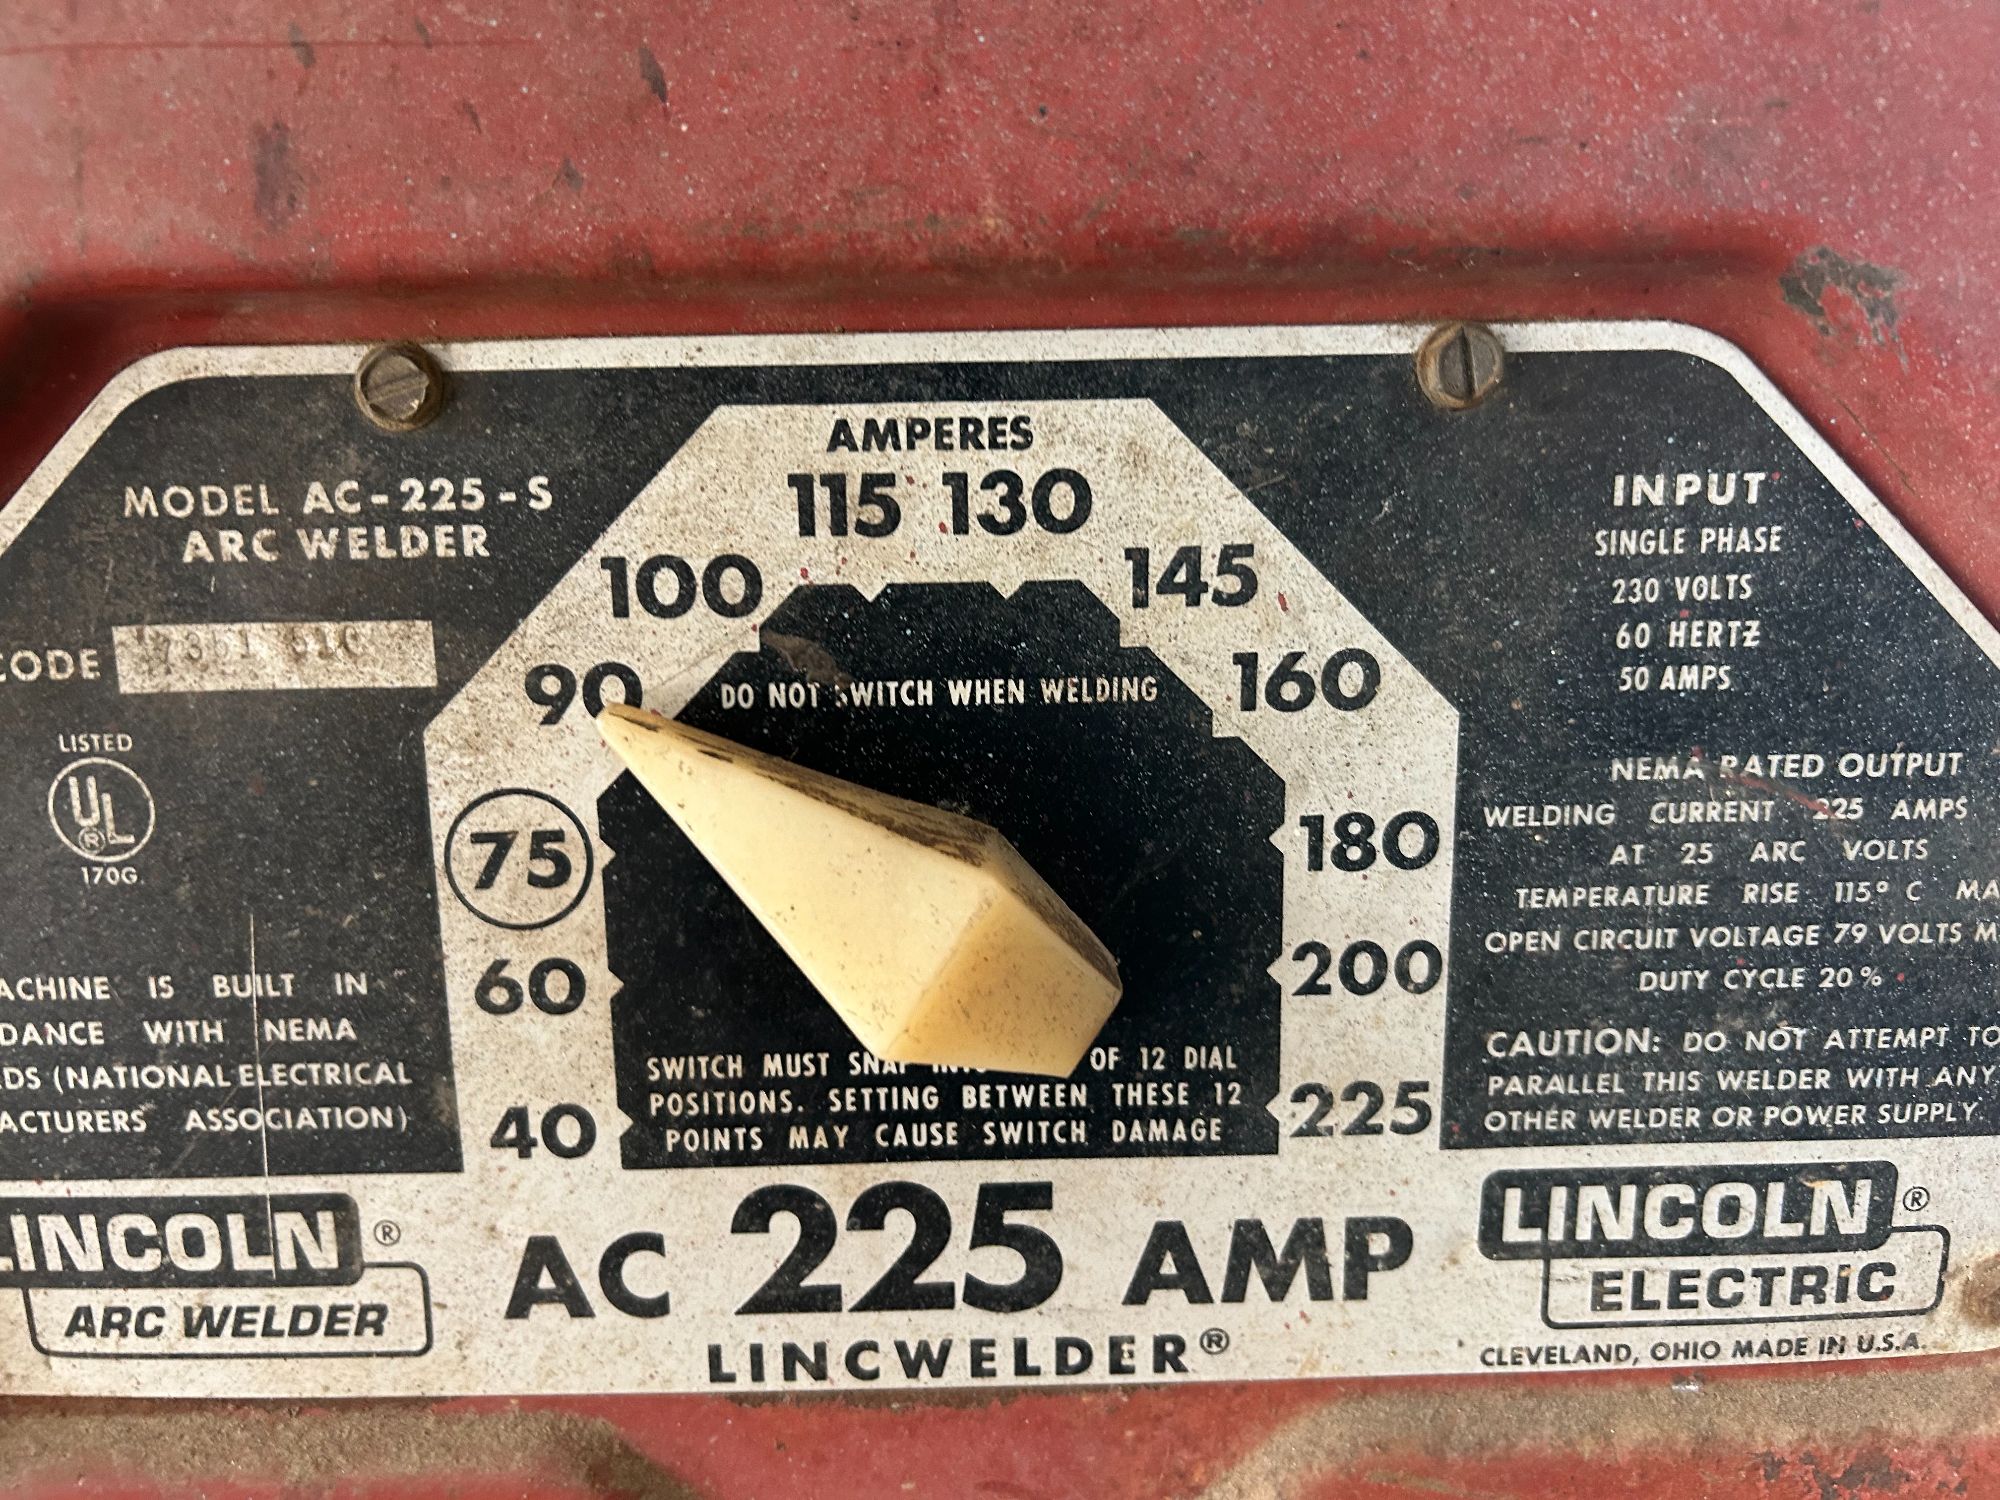 AMPERES
115 130
100 145
90 160
75 180
60 200
40 225
MODEL AC-225-S
ARC WELDER
CODE
LISTED
UL
®
170G.
ACHINE IS BUILT IN
DANCE WITH NEMA
DS (NATIONAL ELECTRICAL
ACTURERS ASSOCIATION)
DO NOT SWITCH WHEN WELDING
SWITCH MUST SNAP INTO OF 12 DIAL
POSITIONS. SETTING BETWEEN THESE 12
POINTS MAY CAUSE SWITCH DAMAGE
INPUT
SINGLE PHASE
230 VOLTS
60 HERTZ
50 AMPS
NEMA RATED OUTPUT
WELDING CURRENT 225 AMPS
AT 25 ARC VOLTS
TEMPERATURE RISE 115° C MA
OPEN CIRCUIT VOLTAGE 79 VOLTS M
DUTY CYCLE 20%
CAUTION: DO NOT ATTEMPT TO
PARALLEL THIS WELDER WITH ANY
OTHER WELDER OR POWER SUPPLY
LINCOLN ®
ARC WELDER
AC 225 AMP
LINCWELDER®
LINCOLN ®
ELECTRIC
CLEVELAND, OHIO MADE IN U.S.A.